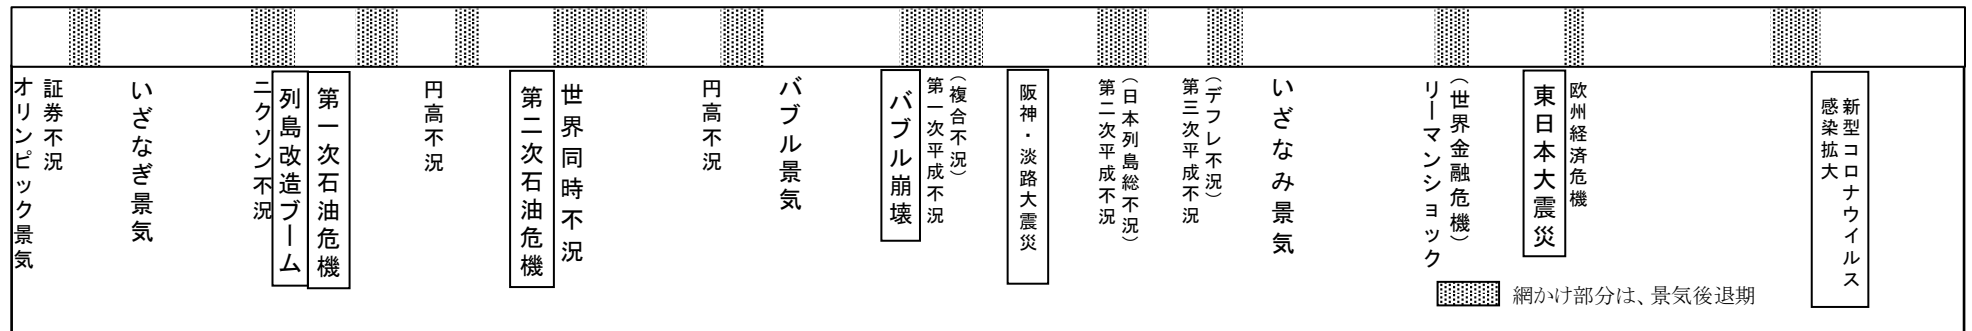 オリンピック景気
証券不況
いざなぎ景気
ニクソン不況
列島改造ブーム
第一次石油危機
円高不況
第二次石油危機
世界同時不況
円高不況
バブル景気
バブル崩壊
第一次平成不況
（複合不況）
阪神・淡路大震災
第二次平成不況
（日本列島総不況）
第三次平成不況
（デフレ不況）
いざなみ景気
リーマンショック
（世界金融危機）
東日本大震災
欧州経済危機
新型コロナウイルス
感染拡大
網かけ部分は、景気後退期